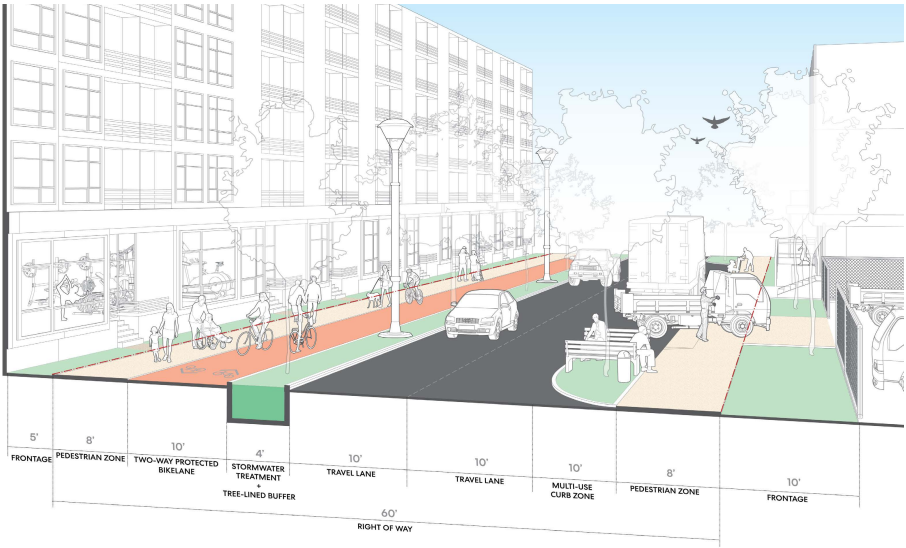 5'
FRONTAGE
8'
PEDESTRIAN ZONE
10'
TWO-WAY PROTECTED
BIKELANE
4'
STORMWATER
TREATMENT
+
TREE-LINED BUFFER
10'
TRAVEL LANE
10'
TRAVEL LANE
10'
MULTI-USE
CURB ZONE
8'
PEDESTRIAN ZONE
10'
FRONTAGE
60'
RIGHT OF WAY